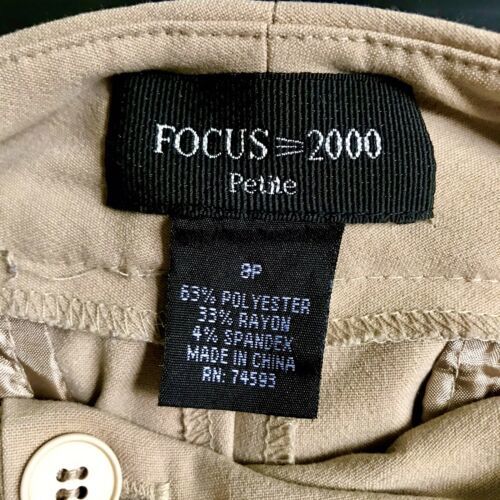 FOCUS 2000
Petite
8P
63% POLYESTER
33% RAYON
4% SPANDEX
MADE IN CHINA
RN: 74593